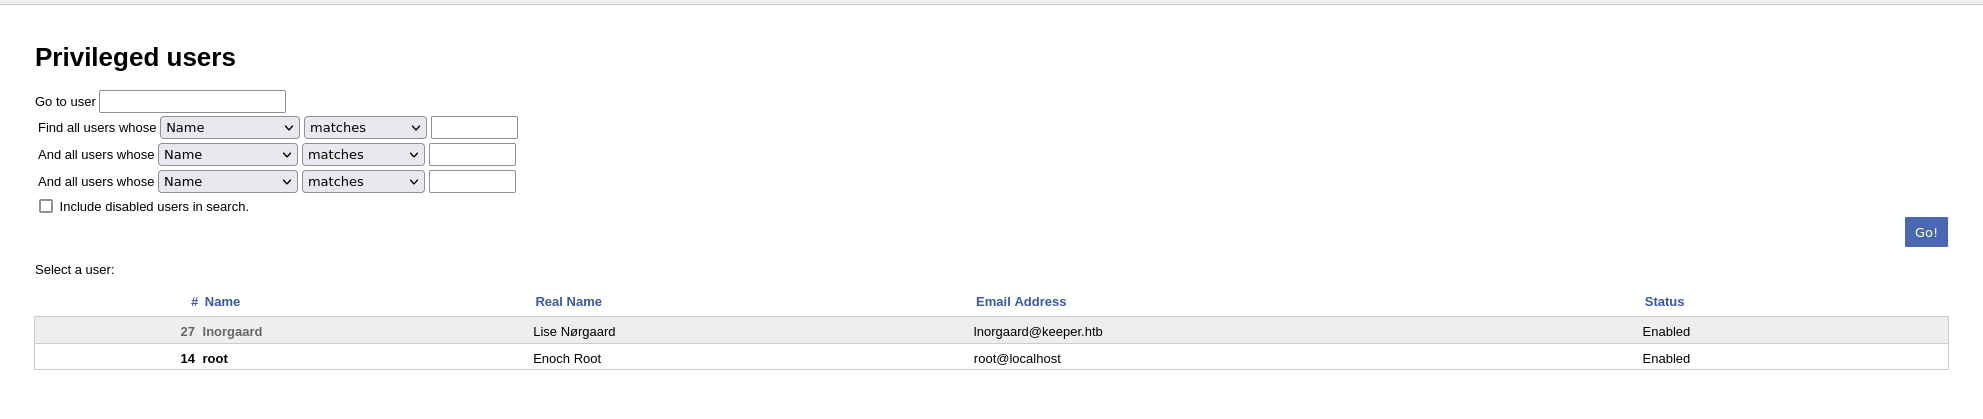 Privileged users
Go to user
Find all users whose Name matches
And all users whose Name matches
And all users whose Name matches
Include disabled users in search.
Go!
Select a user:
# Name Real Name Email Address Status
27 lnorgaard Lise Nørgaard lnorgaard@keeper.htb Enabled
14 root Enoch Root root@localhost Enabled